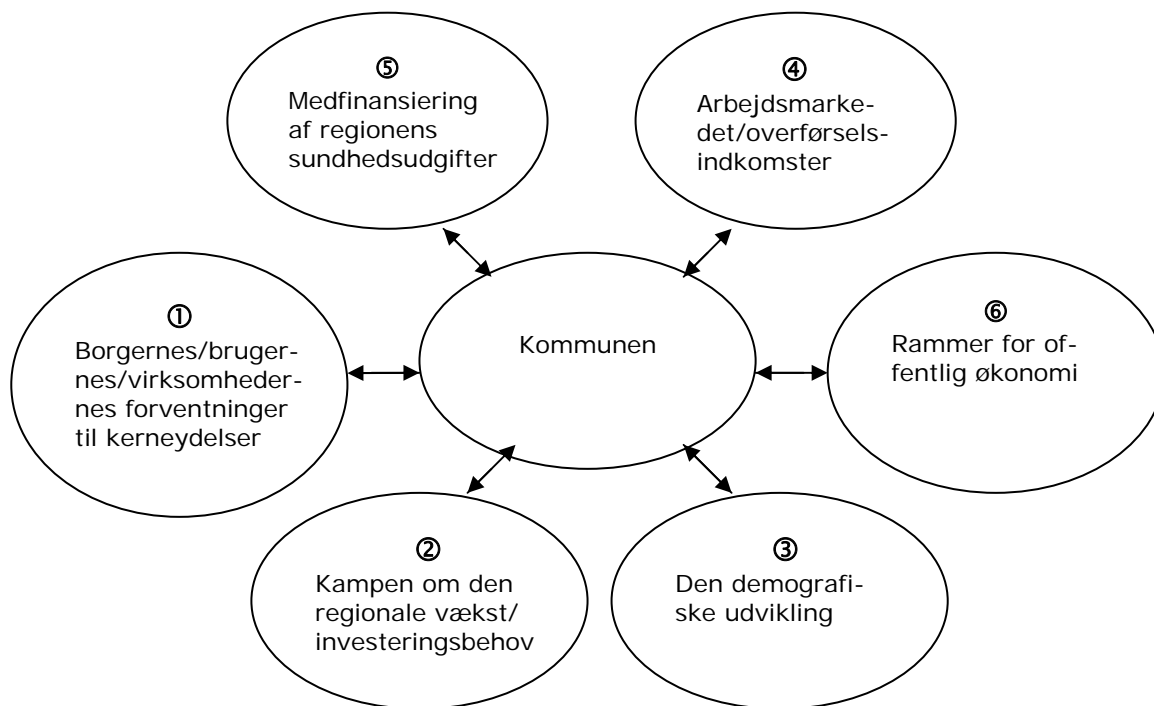 ⑤
Medfinansiering
af regionens
sundhedsudgifter
④
Arbejdsmarke-
det/overførsels-
indkomster
①
Borgernes/bruger-
nes/virksomheder-
nes forventninger
til kerneydelser
Kommunen
⑥
Rammer for of-
fentlig økonomi
②
Kampen om den
regionale vækst/
investeringsbehov
③
Den demografi-
ske udvikling